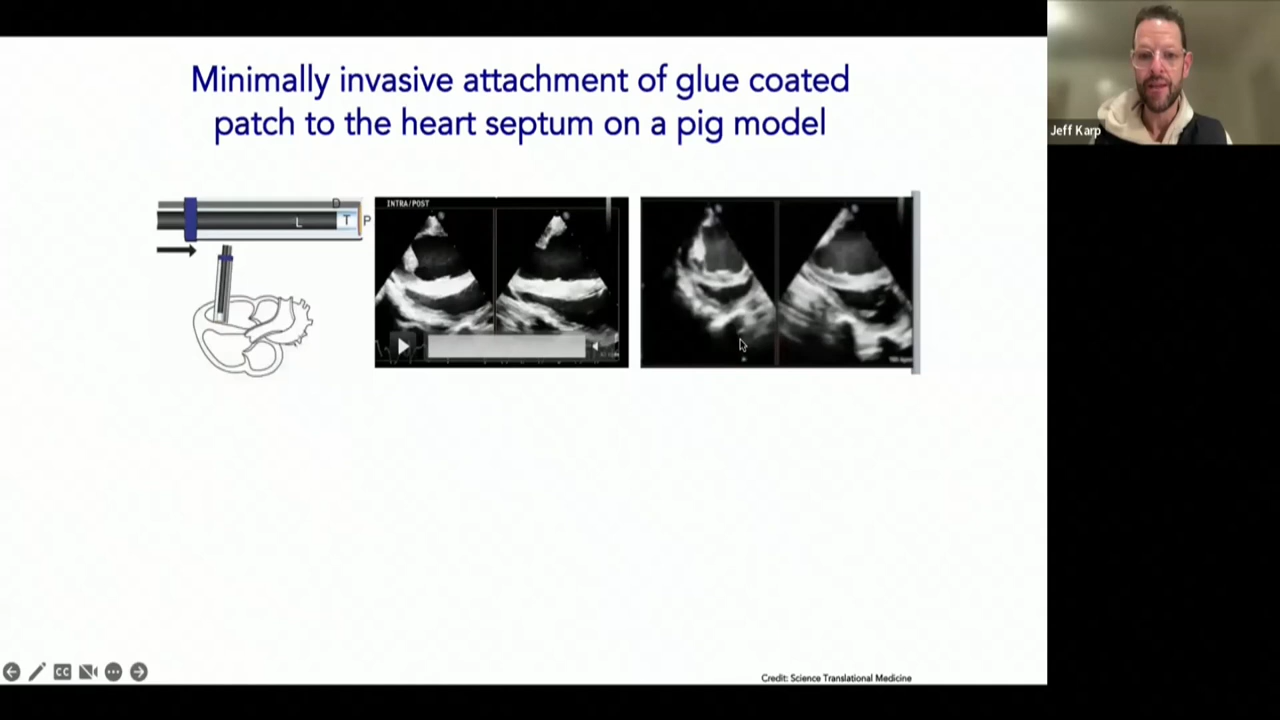 Minimally invasive attachment of glue coated
patch to the heart septum on a pig model
Jeff Karp
D
L
T
P
INTRA/POST
CC
Credit: Science Translational Medicine